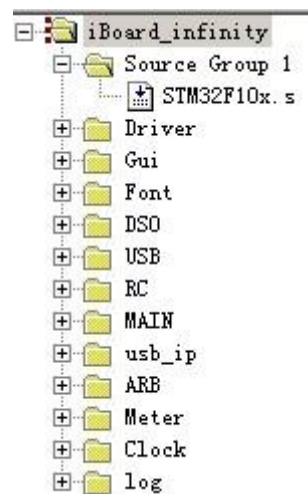 iBoard_infinity
Source Group 1
STM32F10x.s
Driver
Gui
Font
DSO
USB
RC
MAIN
usb_ip
ARB
Meter
Clock
log